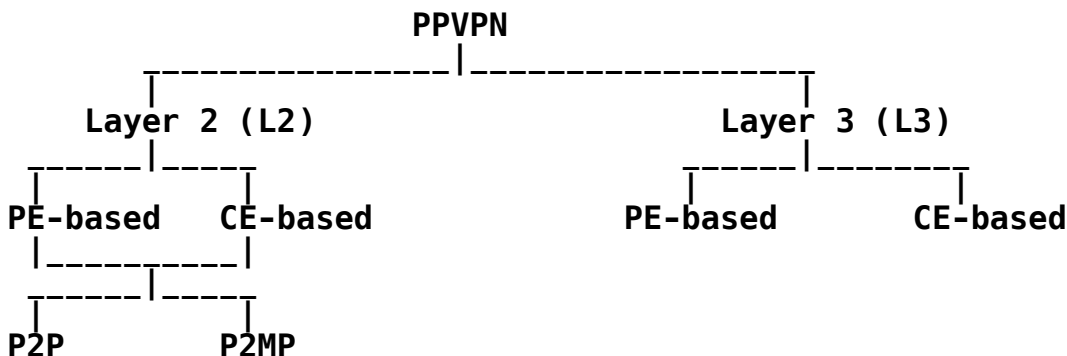 PPVPN
Layer 2 (L2) Layer 3 (L3)
PE-based CE-based PE-based CE-based
P2P P2MP